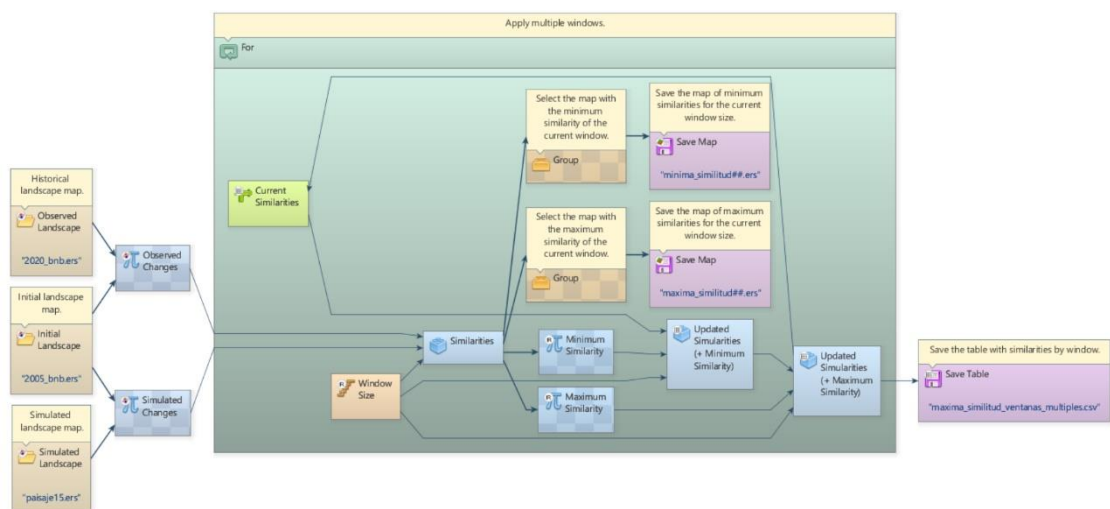 Apply multiple windows.
For
Select the map with
the minimum
similarity of the
current window.
Group
Save the map of minimum
similarities for the current
window size.
Save Map
"minima_similitud##.ers"
Current
Similarities
Select the map with
the maximum
similarity of the
current window.
Group
Save the map of maximum
similarities for the current
window size.
Save Map
"maxima_similitud##.ers"
Historical
landscape map.
Observed
Landscape
"2020_bnb.ers"
Observed
Changes
Initial landscape
map.
Initial
Landscape
"2005_bnb.ers"
Simulated
Changes
Simulated
landscape map.
Simulated
Landscape
"paisaje15.ers"
Similarities
Window
Size
Minimum
Similarity
Maximum
Similarity
Updated
Simularities
(+ Minimum
Similarity)
Updated
Simularities
(+ Maximum
Similarity)
Save the table with similarities by window.
Save Table
"maxima_similitud_ventanas_multiples.csv"